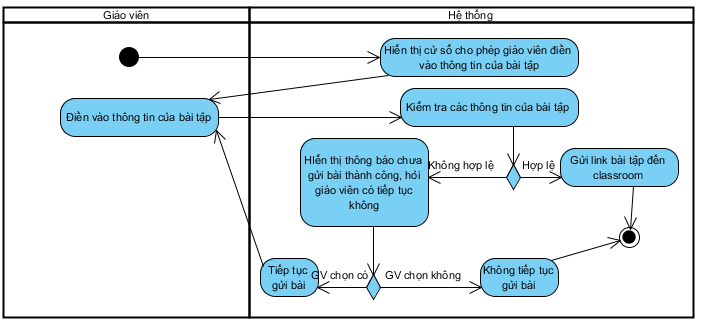 Giáo viên
Hệ thống
Hiển thị cử sổ cho phép giáo viên điền
vào thông tin của bài tập
Điền vào thông tin của bài tập
Kiểm tra các thông tin của bài tập
HIển thị thông báo chưa
gửi bài thành công, hỏi
giáo viên có tiếp tục
không
Không hợp lệ
Hợp lệ
Gửi link bài tập đến
classroom
Tiếp tục
gửi bài
GV chọn có
GV chọn không
Không tiếp tục
gửi bài